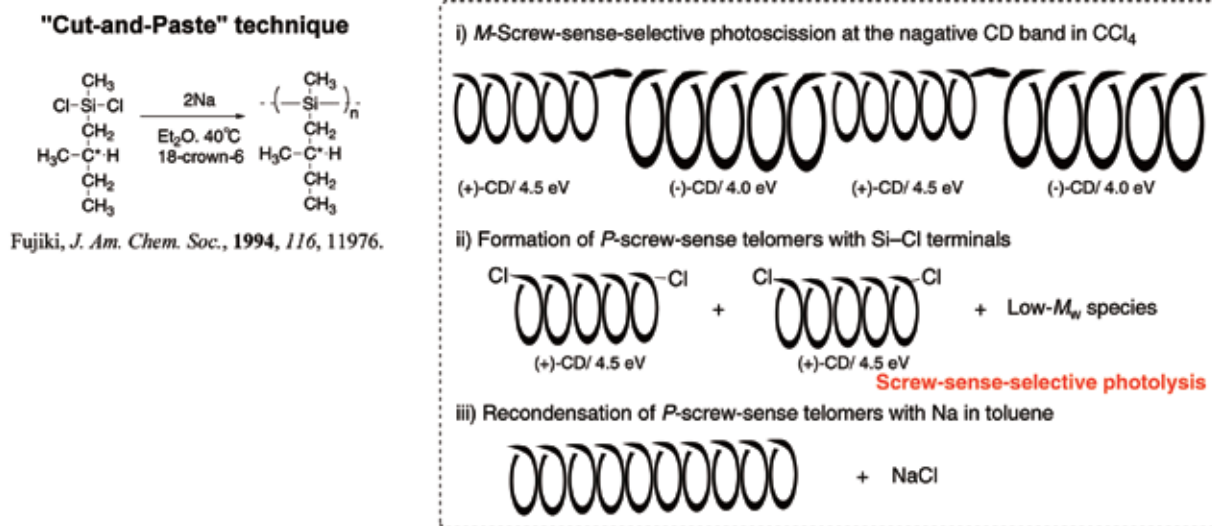 "Cut-and-Paste" technique
CH₃
Cl-Si-Cl
CH₂
H₃C-C*-H
CH₂
CH₃
2Na
Et₂O. 40℃
18-crown-6
CH₃
-(-Si-)n-
CH₂
H₃C-C*-H
CH₂
CH₃
Fujiki, J. Am. Chem. Soc., 1994, 116, 11976.
i) M-Screw-sense-selective photoscission at the nagative CD band in CCl₄
(+)-CD/ 4.5 eV (-)-CD/ 4.0 eV (+)-CD/ 4.5 eV (-)-CD/ 4.0 eV
ii) Formation of P-screw-sense telomers with Si–Cl terminals
Cl Cl + Cl Cl + Low-Mw species
(+)-CD/ 4.5 eV (+)-CD/ 4.5 eV
Screw-sense-selective photolysis
iii) Recondensation of P-screw-sense telomers with Na in toluene
+ NaCl